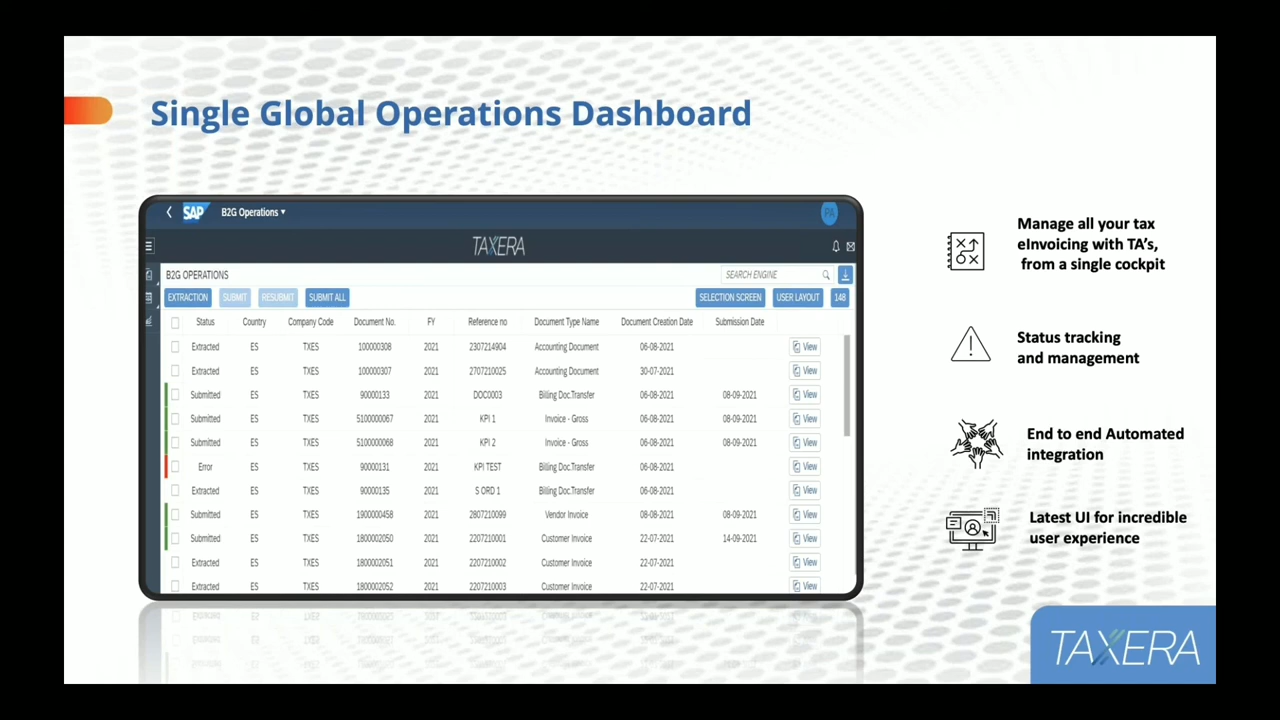 Single Global Operations Dashboard
SAP B2G Operations
PA
TAXERA
B2G OPERATIONS SEARCH ENGINE
EXTRACTION SUBMIT RESUBMIT SUBMIT ALL SELECTION SCREEN USER LAYOUT 148
Status Country Company Code Document No. FY Reference no Document Type Name Document Creation Date Submission Date
Extracted ES TXES 100000308 2021 2307214904 Accounting Document 06-08-2021 View
Extracted ES TXES 100000307 2021 2707210025 Accounting Document 30-07-2021 View
Submitted ES TXES 90000133 2021 DOC0003 Billing Doc.Transfer 06-08-2021 08-09-2021 View
Submitted ES TXES 5100000067 2021 KPI 1 Invoice - Gross 06-08-2021 08-09-2021 View
Submitted ES TXES 5100000068 2021 KPI 2 Invoice - Gross 06-08-2021 08-09-2021 View
Error ES TXES 90000131 2021 KPI TEST Billing Doc.Transfer 06-08-2021 View
Extracted ES TXES 90000135 2021 S ORD 1 Billing Doc.Transfer 06-08-2021 View
Submitted ES TXES 1900000458 2021 2807210099 Vendor Invoice 08-08-2021 08-09-2021 View
Submitted ES TXES 1800002050 2021 2207210001 Customer Invoice 22-07-2021 14-09-2021 View
Extracted ES TXES 1800002051 2021 2207210002 Customer Invoice 22-07-2021 View
Extracted ES TXES 1800002052 2021 2207210003 Customer Invoice 22-07-2021 View
Manage all your tax
eInvoicing with TA's,
from a single cockpit
Status tracking
and management
End to end Automated
integration
Latest UI for incredible
user experience
TAXERA